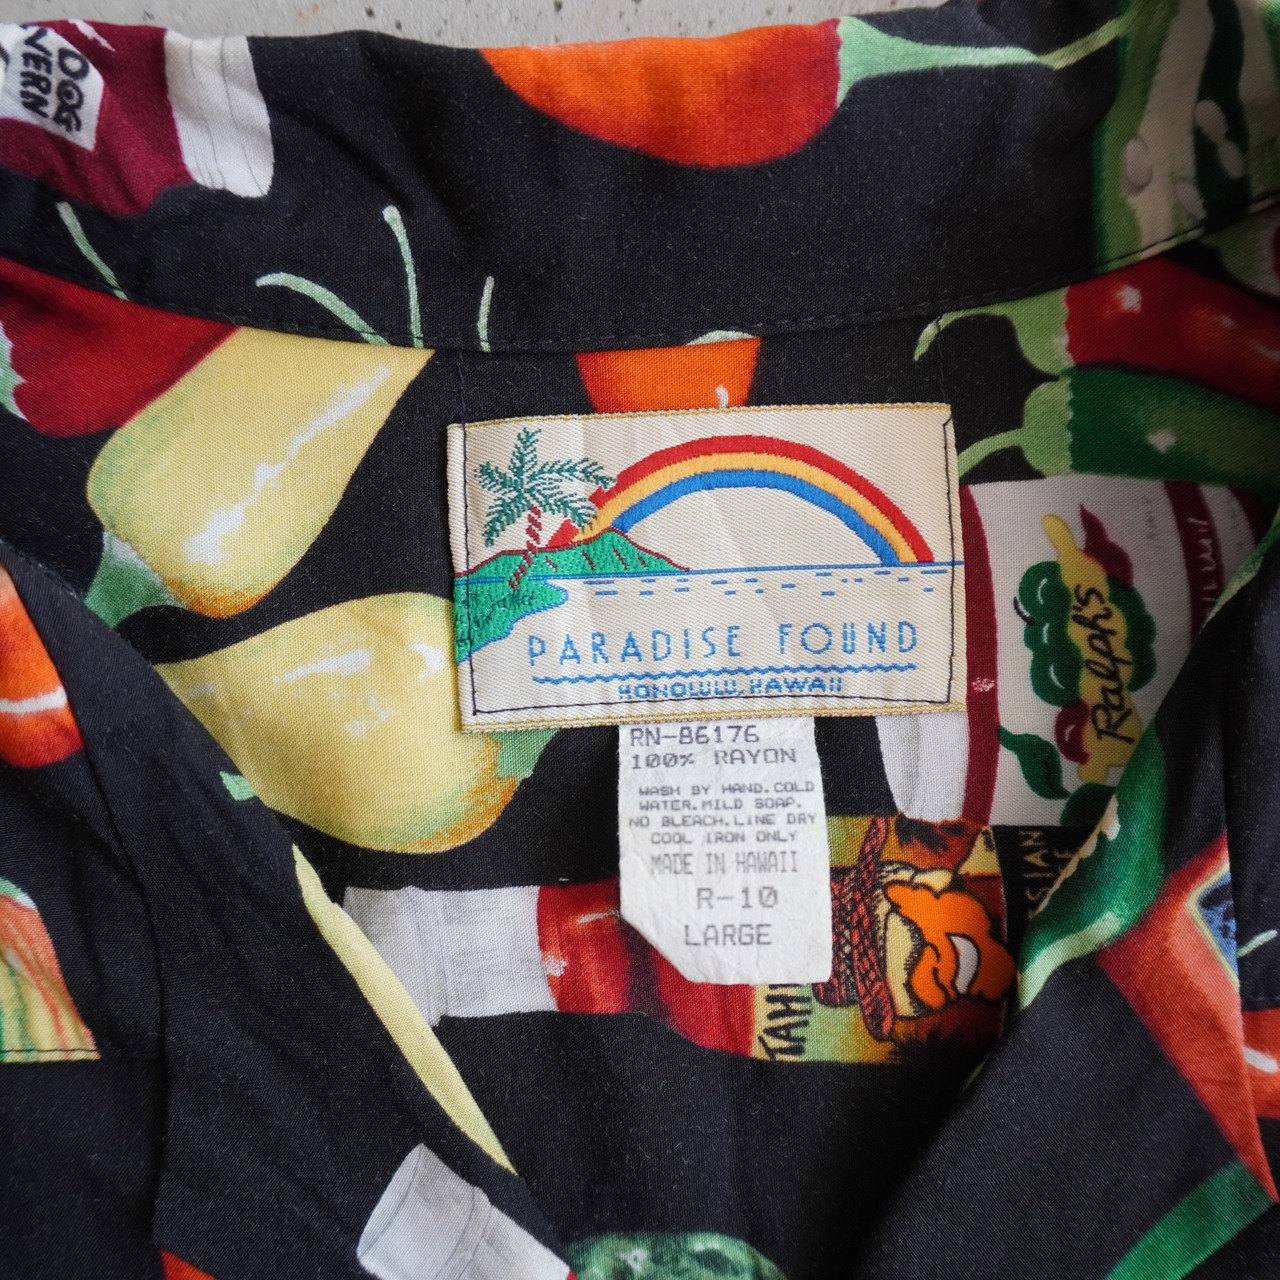 DOG
VERN
PARADISE FOUND
HONOLULU, HAWAII
RN-86176
100% RAYON
WASH BY HAND.COLD
WATER.MILD SOAP.
NO BLEACH.LINE DRY
COOL IRON ONLY
MADE IN HAWAII
R-10
LARGE
Ralph's
SIAN
TAHI